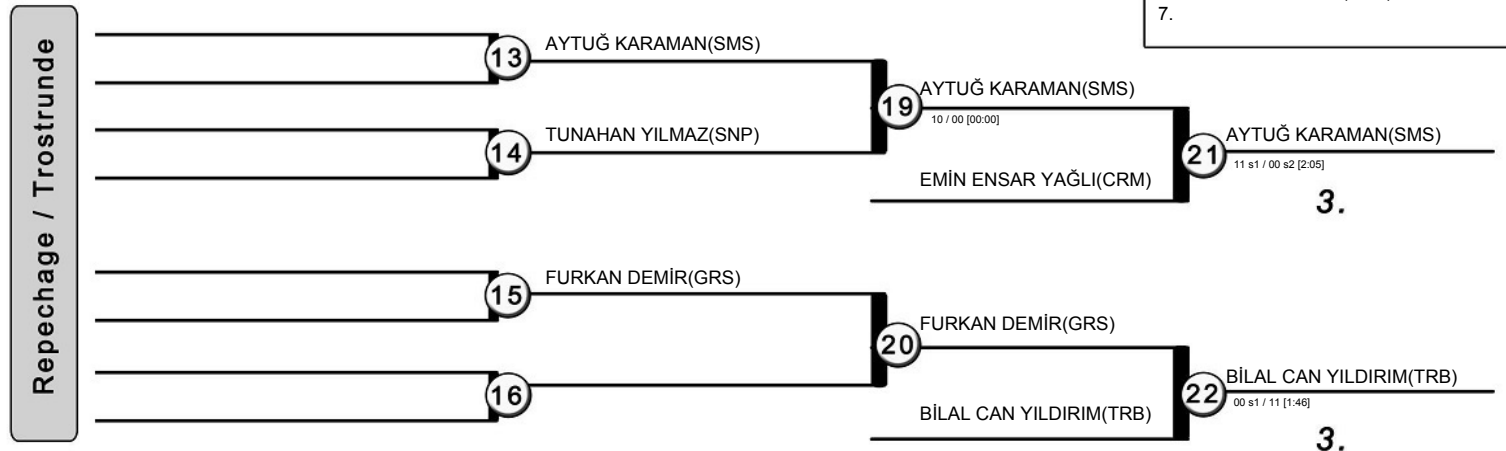 7.
Repechage / Trostrunde
13
AYTUĞ KARAMAN(SMS)
19
AYTUĞ KARAMAN(SMS)
10 / 00 [00:00]
14
TUNAHAN YILMAZ(SNP)
21
AYTUĞ KARAMAN(SMS)
11 s1 / 00 s2 [2:05]
EMİN ENSAR YAĞLI(CRM)
3.
15
FURKAN DEMİR(GRS)
20
FURKAN DEMİR(GRS)
16
22
BİLAL CAN YILDIRIM(TRB)
00 s1 / 11 [1:46]
BİLAL CAN YILDIRIM(TRB)
3.